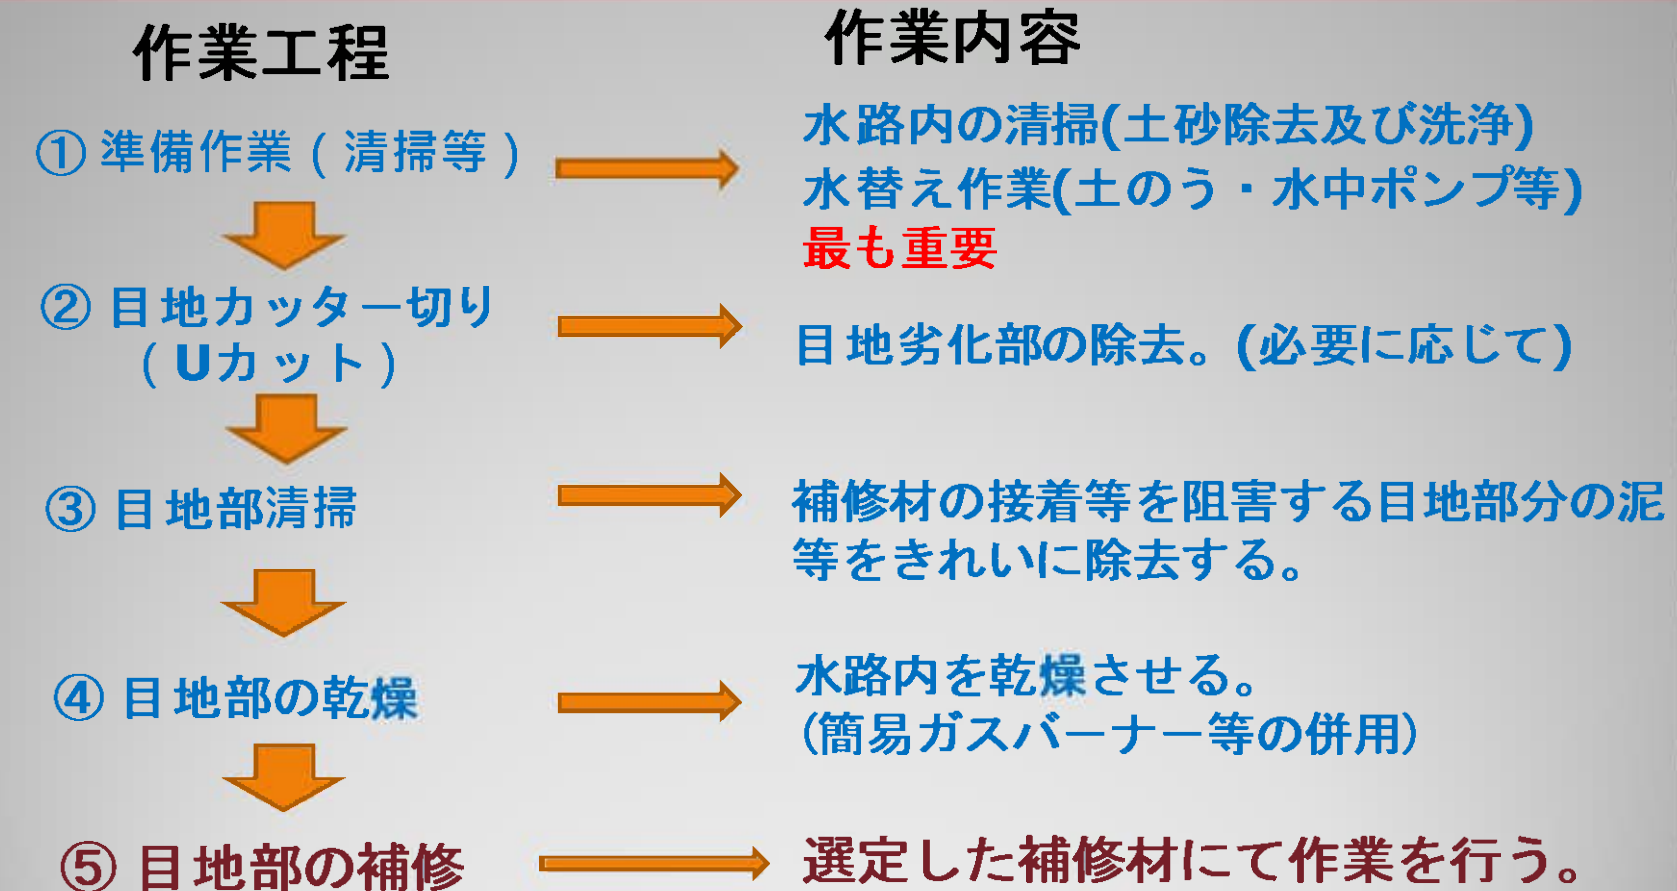 作業工程
作業内容
① 準備作業（清掃等）
水路内の清掃(土砂除去及び洗浄)
水替え作業(土のう・水中ポンプ等)
最も重要
② 目地カッター切り
（Uカット）
目地劣化部の除去。(必要に応じて)
③ 目地部清掃
補修材の接着等を阻害する目地部分の泥
等をきれいに除去する。
④ 目地部の乾燥
水路内を乾燥させる。
(簡易ガスバーナー等の併用)
⑤ 目地部の補修
選定した補修材にて作業を行う。